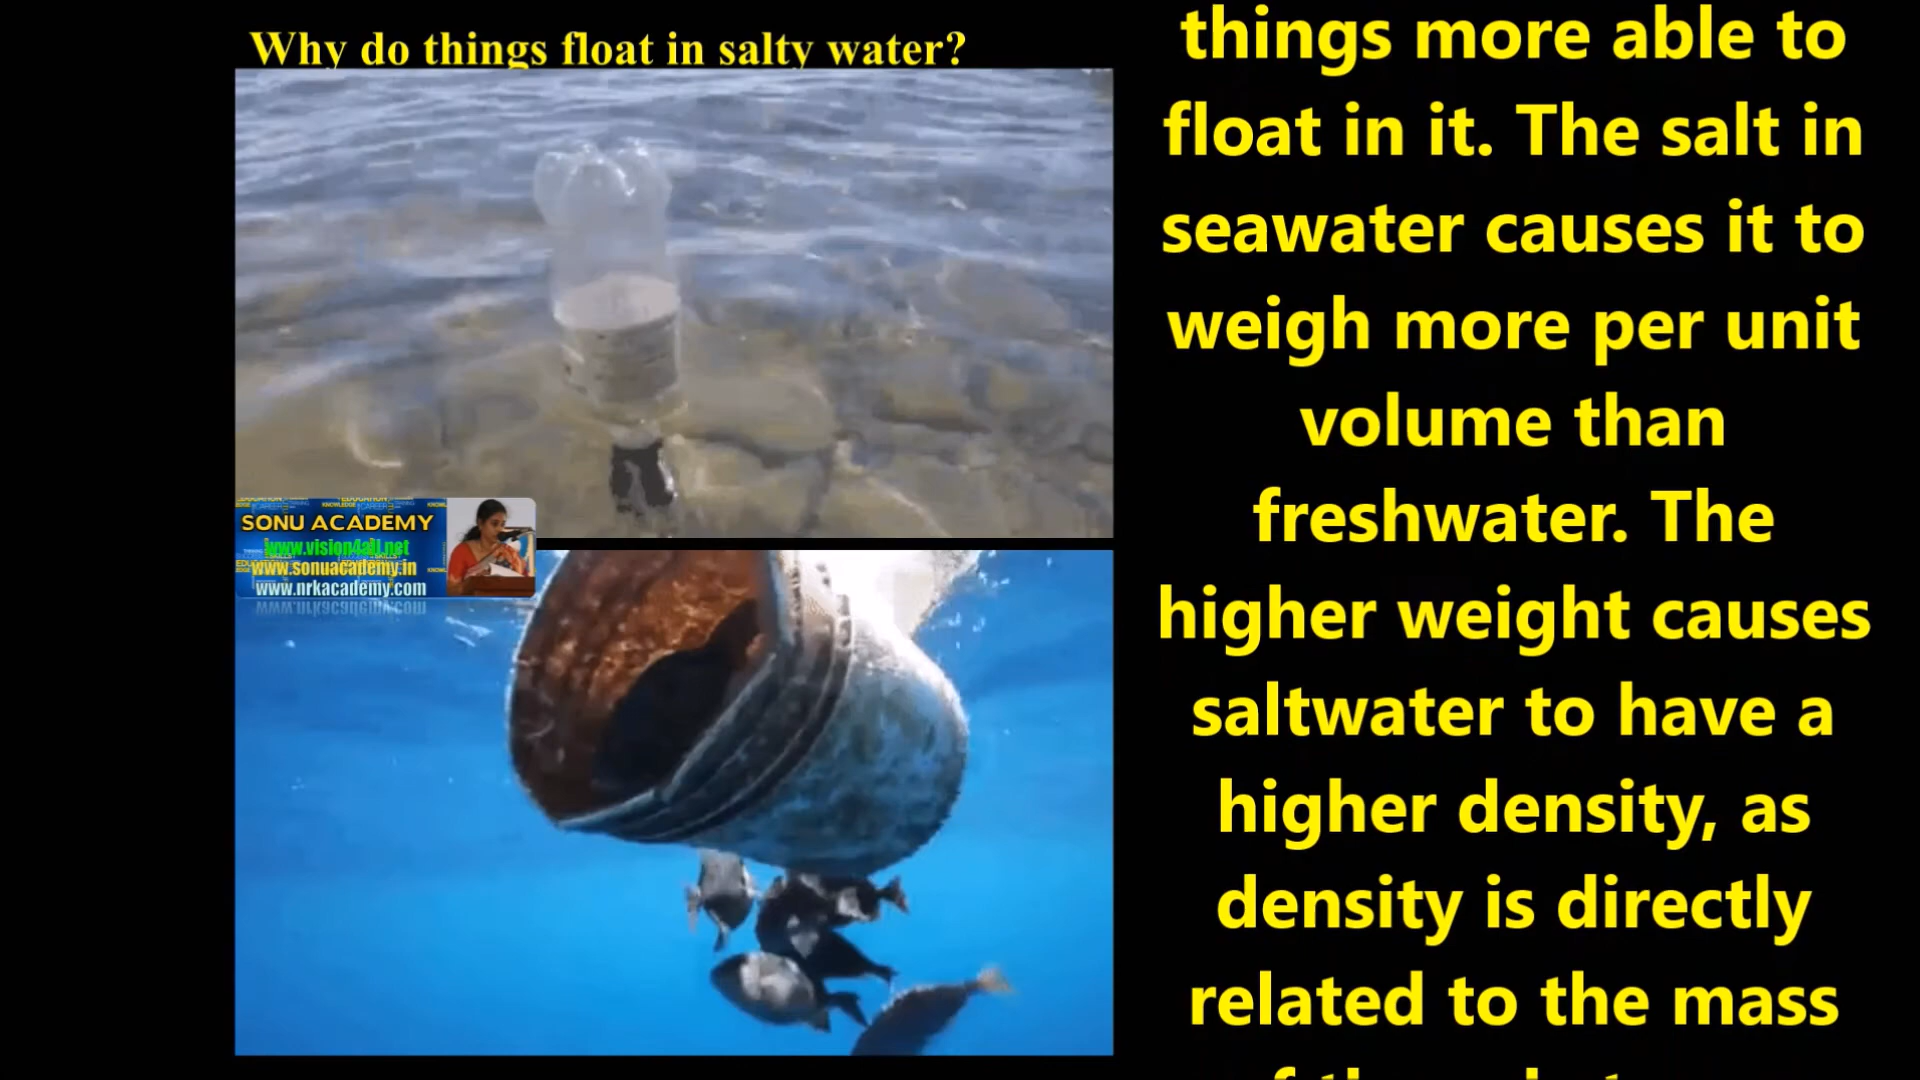 Why do things float in salty water?
things more able to
float in it. The salt in
seawater causes it to
weigh more per unit
volume than
freshwater. The
higher weight causes
saltwater to have a
higher density, as
density is directly
related to the mass
SONU ACADEMY
www.vision4all.net
www.sonuacademy.in
www.nrkacademy.com